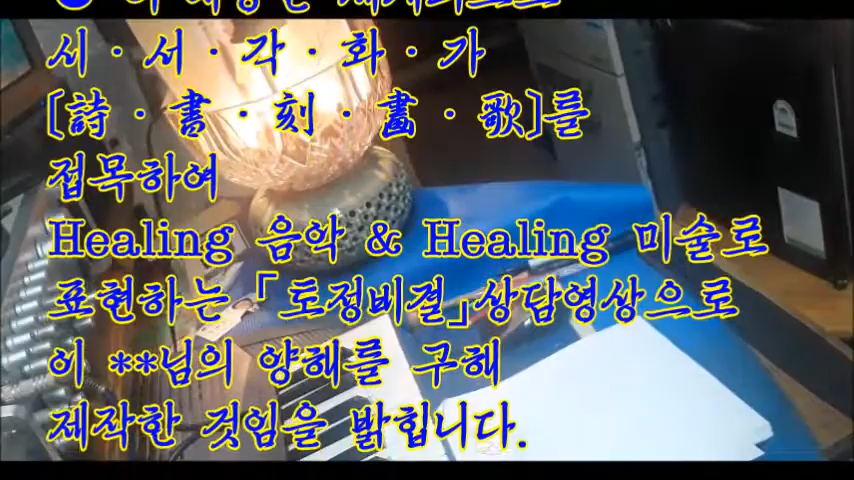 시·서·각·화·가
[詩·書·刻·畵·歌]를
접목하여
Healing 음악 & Healing 미술로
표현하는 「토정비결」상담영상으로
이 **님의 양해를 구해
제작한 것임을 밝힙니다.